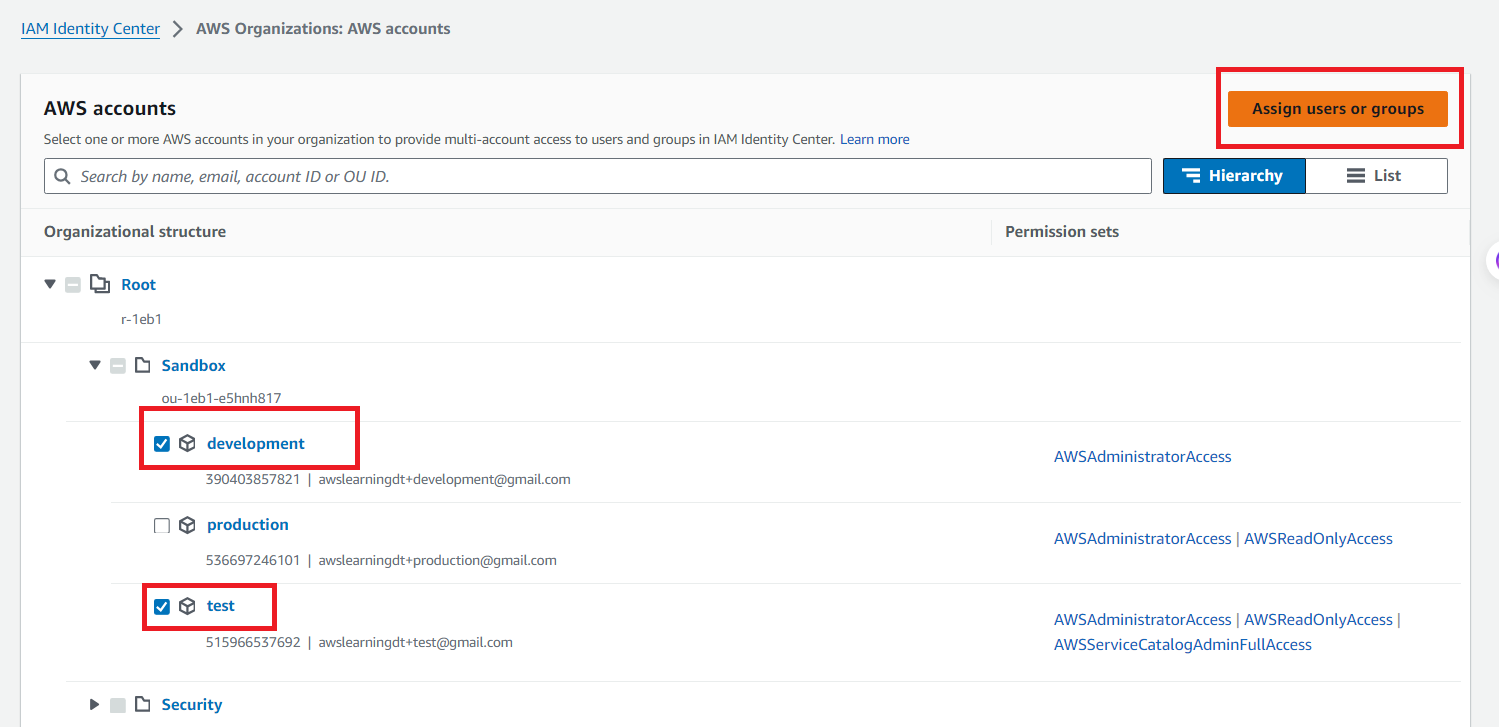 IAM Identity Center > AWS Organizations: AWS accounts
AWS accounts
Assign users or groups
Select one or more AWS accounts in your organization to provide multi-account access to users and groups in IAM Identity Center. Learn more
Search by name, email, account ID or OU ID.
Hierarchy
List
Organizational structure
Permission sets
Root
r-1eb1
Sandbox
ou-1eb1-e5hnh817
development
390403857821 | awslearningdt+development@gmail.com
AWSAdministratorAccess
production
536697246101 | awslearningdt+production@gmail.com
AWSAdministratorAccess | AWSReadOnlyAccess
test
515966537692 | awslearningdt+test@gmail.com
AWSAdministratorAccess | AWSReadOnlyAccess |
AWSServiceCatalogAdminFullAccess
Security